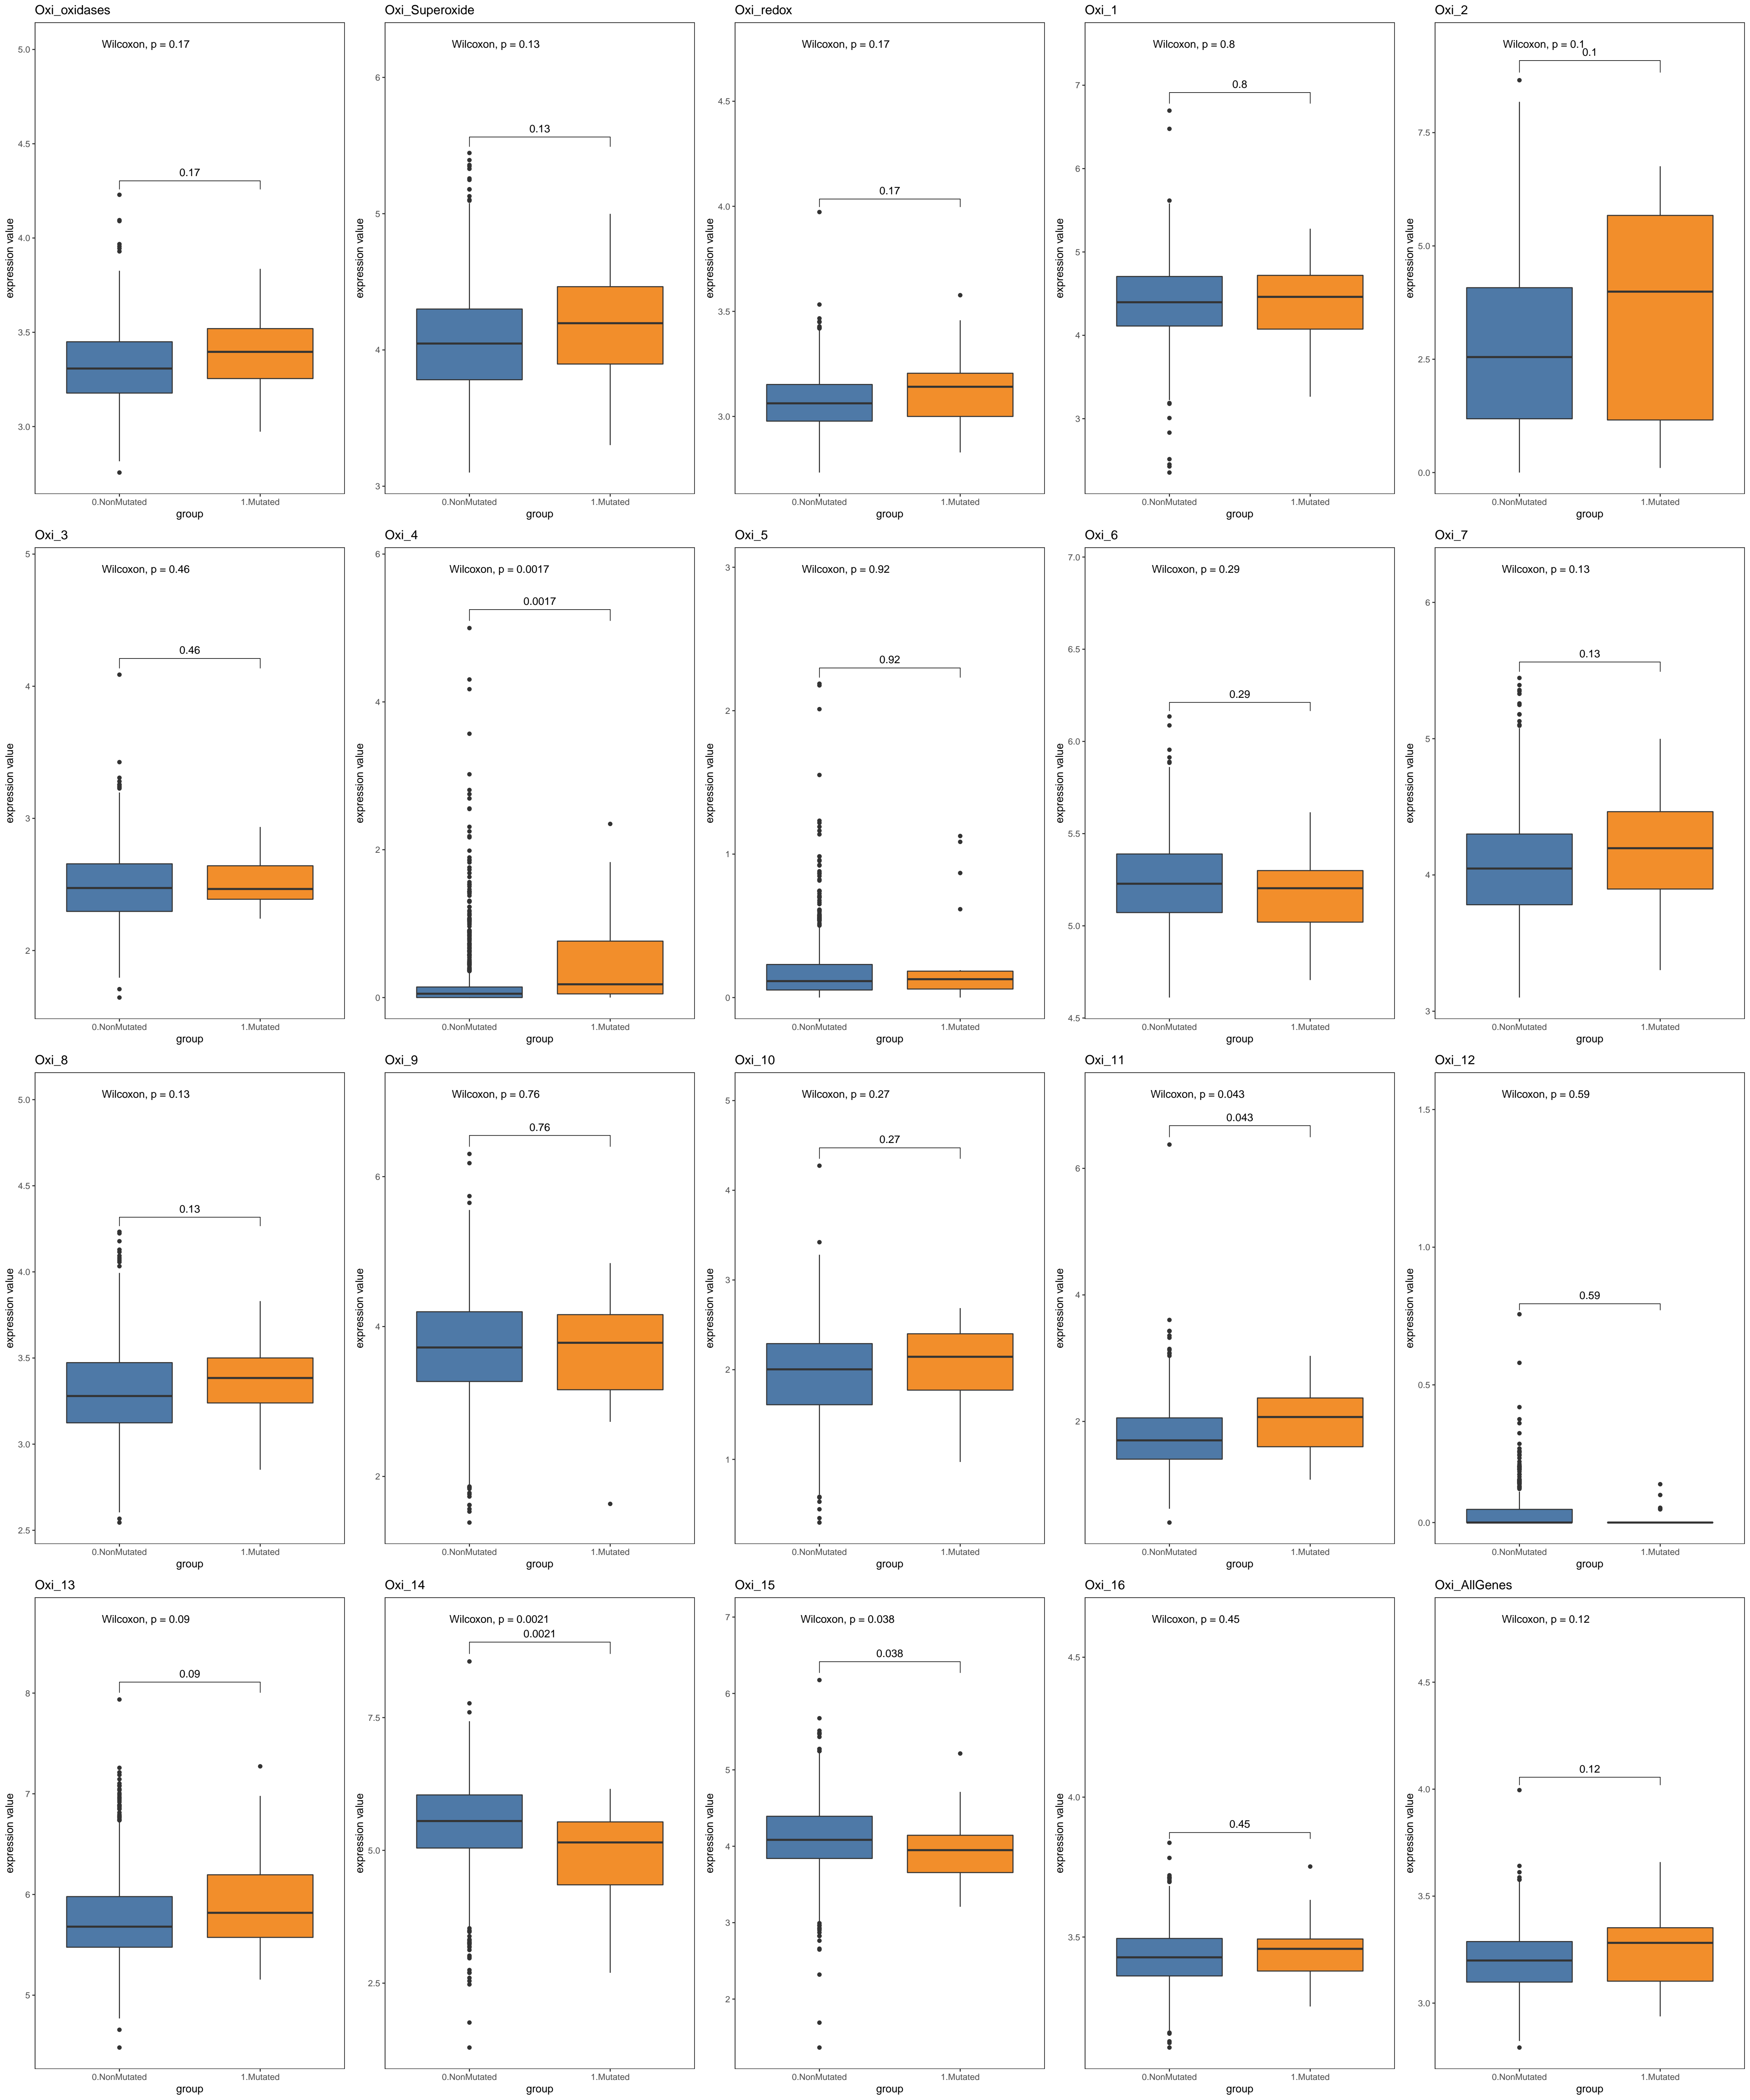 Oxi_oxidases
Wilcoxon, p = 0.17
0.17
5.0
4.5
4.0
3.5
3.0
expression value
0.NonMutated 1.Mutated
group
Oxi_Superoxide
Wilcoxon, p = 0.13
0.13
6
5
4
3
expression value
0.NonMutated 1.Mutated
group
Oxi_redox
Wilcoxon, p = 0.17
0.17
4.5
4.0
3.5
3.0
expression value
0.NonMutated 1.Mutated
group
Oxi_1
Wilcoxon, p = 0.8
0.8
7
6
5
4
3
expression value
0.NonMutated 1.Mutated
group
Oxi_2
Wilcoxon, p = 0.1
0.1
7.5
5.0
2.5
0.0
expression value
0.NonMutated 1.Mutated
group
Oxi_3
Wilcoxon, p = 0.46
0.46
5
4
3
2
expression value
0.NonMutated 1.Mutated
group
Oxi_4
Wilcoxon, p = 0.0017
0.0017
6
4
2
0
expression value
0.NonMutated 1.Mutated
group
Oxi_5
Wilcoxon, p = 0.92
0.92
3
2
1
0
expression value
0.NonMutated 1.Mutated
group
Oxi_6
Wilcoxon, p = 0.29
0.29
7.0
6.5
6.0
5.5
5.0
4.5
expression value
0.NonMutated 1.Mutated
group
Oxi_7
Wilcoxon, p = 0.13
0.13
6
5
4
3
expression value
0.NonMutated 1.Mutated
group
Oxi_8
Wilcoxon, p = 0.13
0.13
5.0
4.5
4.0
3.5
3.0
2.5
expression value
0.NonMutated 1.Mutated
group
Oxi_9
Wilcoxon, p = 0.76
0.76
6
4
2
expression value
0.NonMutated 1.Mutated
group
Oxi_10
Wilcoxon, p = 0.27
0.27
5
4
3
2
1
expression value
0.NonMutated 1.Mutated
group
Oxi_11
Wilcoxon, p = 0.043
0.043
6
4
2
expression value
0.NonMutated 1.Mutated
group
Oxi_12
Wilcoxon, p = 0.59
0.59
1.5
1.0
0.5
0.0
expression value
0.NonMutated 1.Mutated
group
Oxi_13
Wilcoxon, p = 0.09
0.09
8
7
6
5
expression value
0.NonMutated 1.Mutated
group
Oxi_14
Wilcoxon, p = 0.0021
0.0021
7.5
5.0
2.5
expression value
0.NonMutated 1.Mutated
group
Oxi_15
Wilcoxon, p = 0.038
0.038
7
6
5
4
3
2
expression value
0.NonMutated 1.Mutated
group
Oxi_16
Wilcoxon, p = 0.45
0.45
4.5
4.0
3.5
expression value
0.NonMutated 1.Mutated
group
Oxi_AllGenes
Wilcoxon, p = 0.12
0.12
4.5
4.0
3.5
3.0
expression value
0.NonMutated 1.Mutated
group